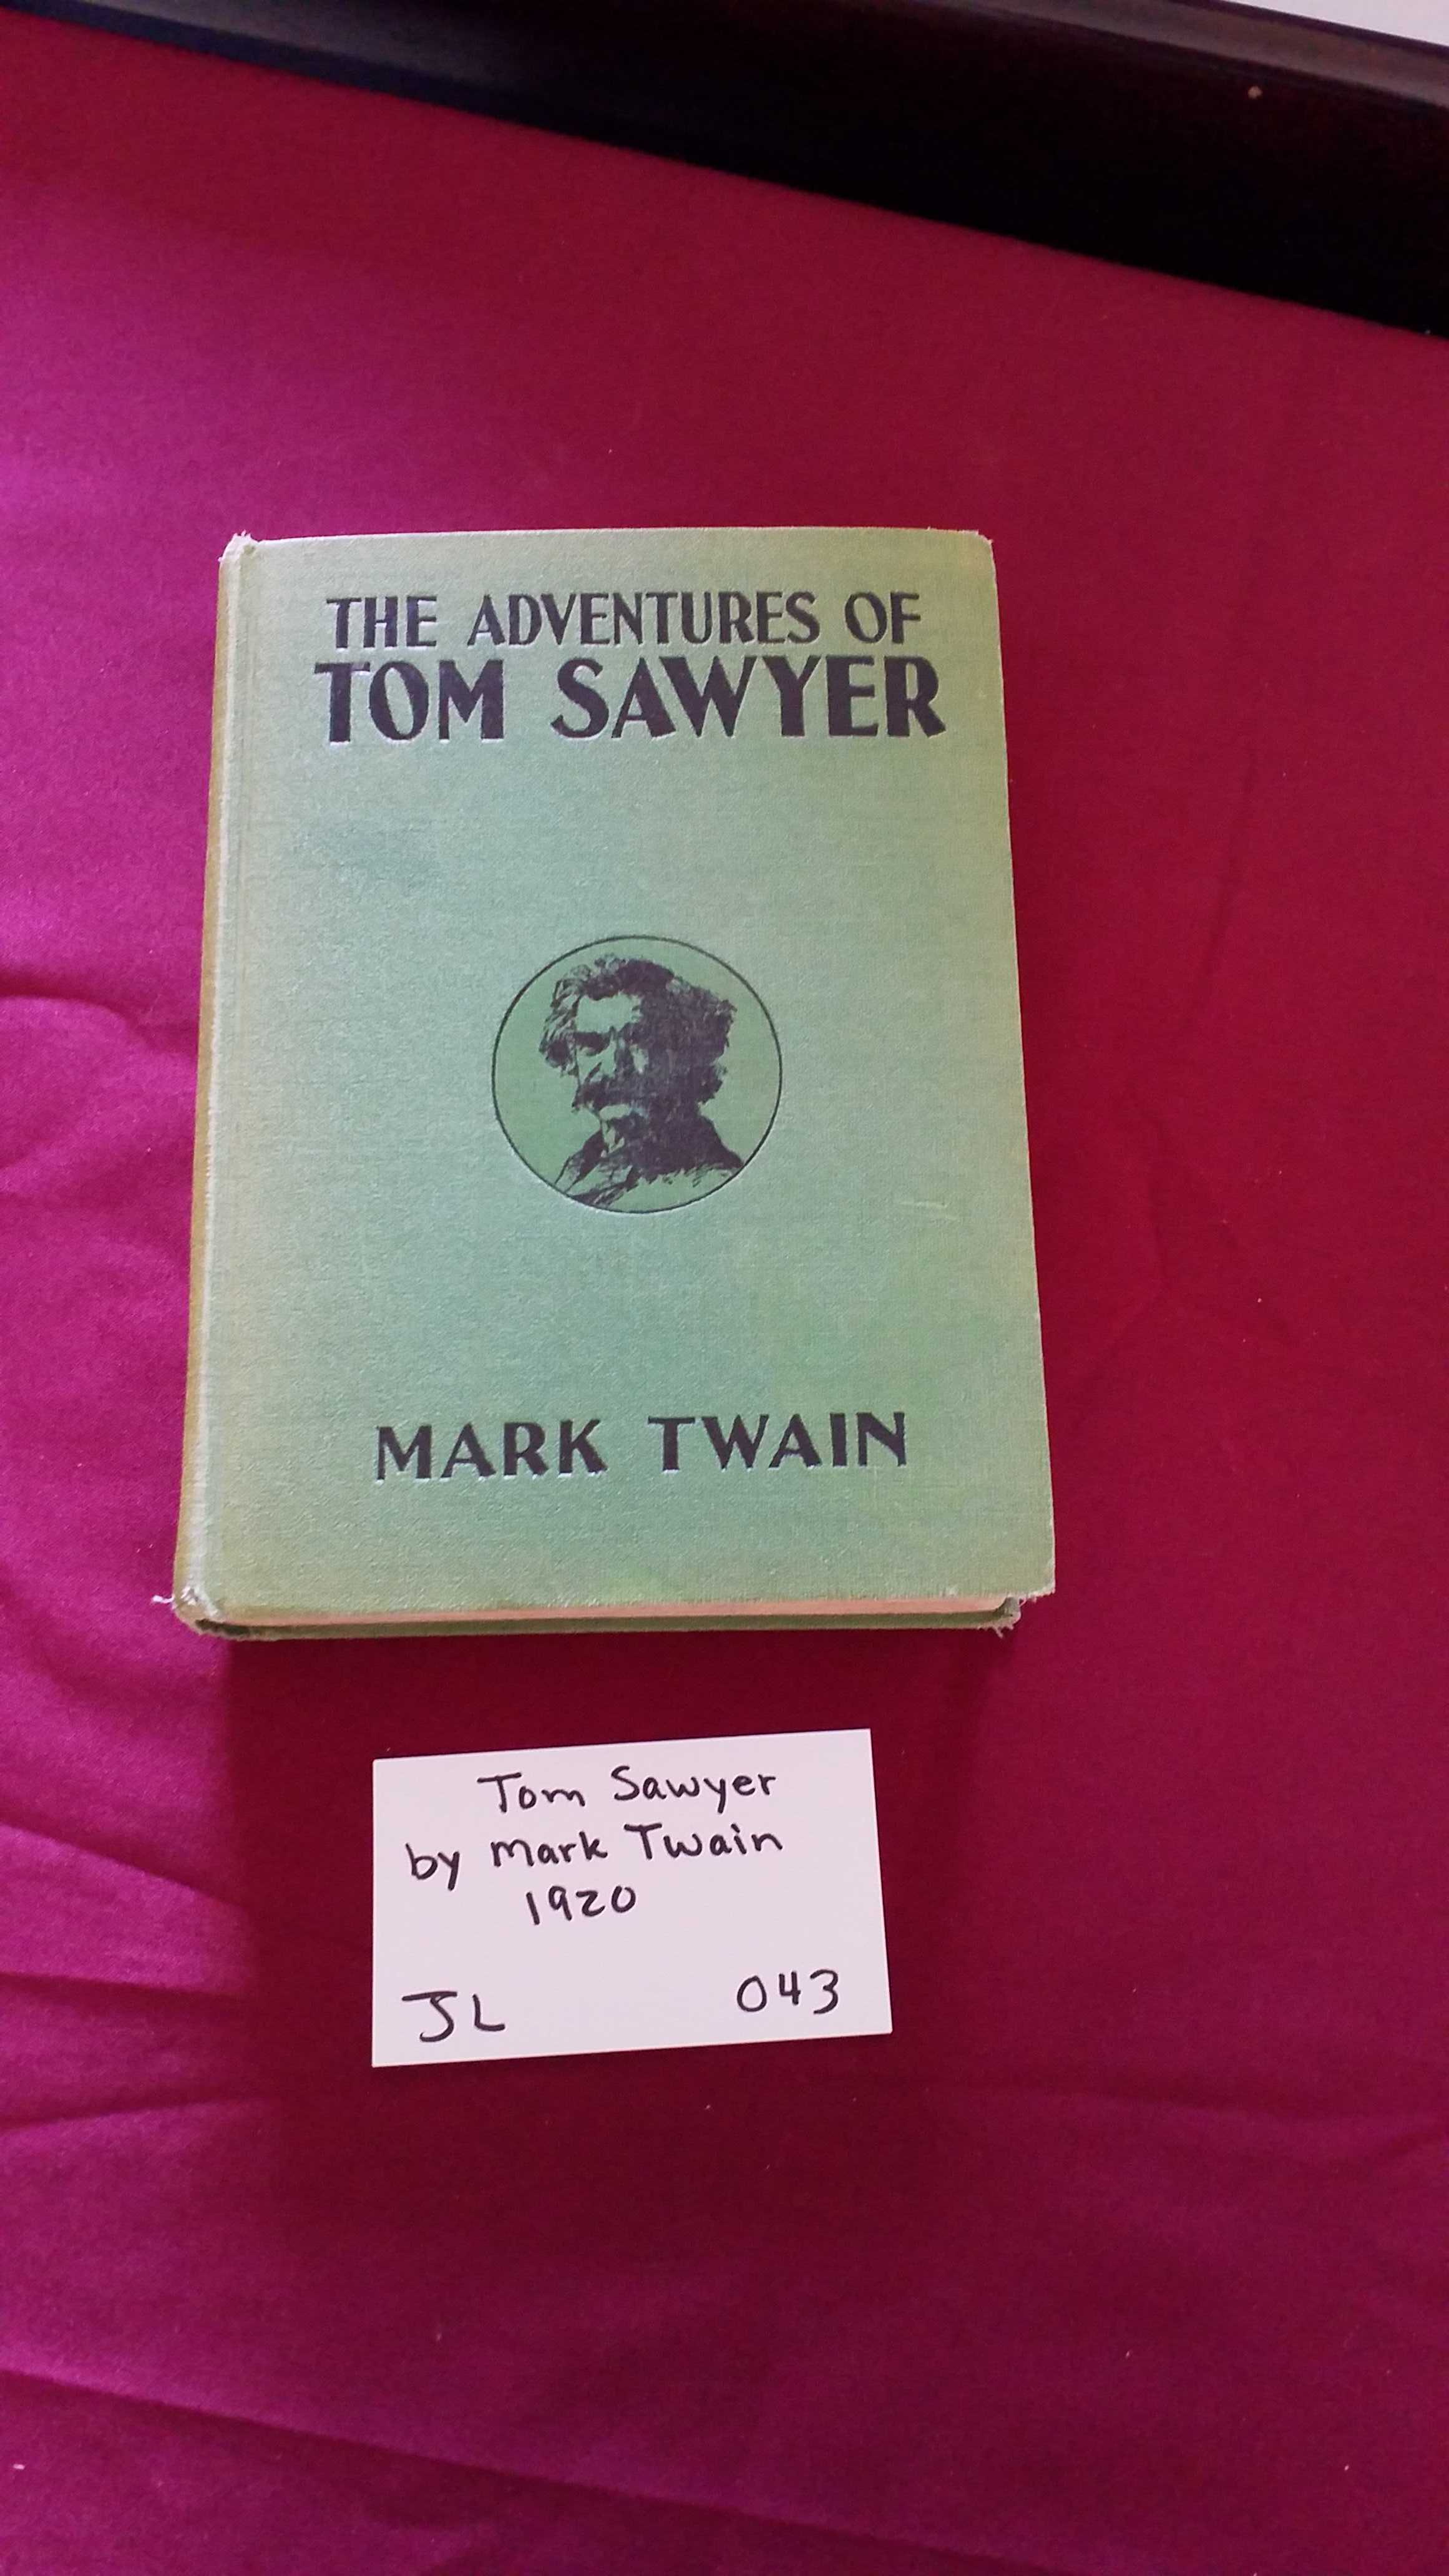 THE ADVENTURES OF
TOM SAWYER
MARK TWAIN
Tom Sawyer
by Mark Twain
1920
JL 043